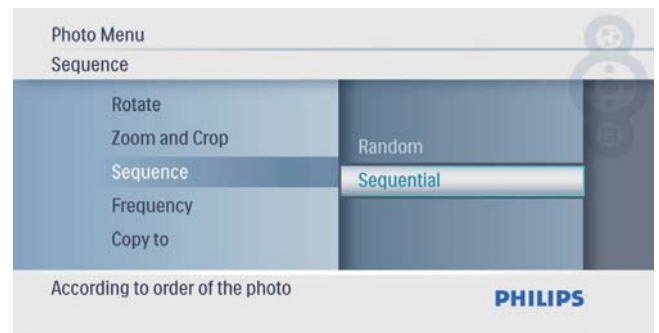 Photo Menu
Sequence
Rotate
Zoom and Crop
Sequence
Frequency
Copy to
Random
Sequential
According to order of the photo
PHILIPS